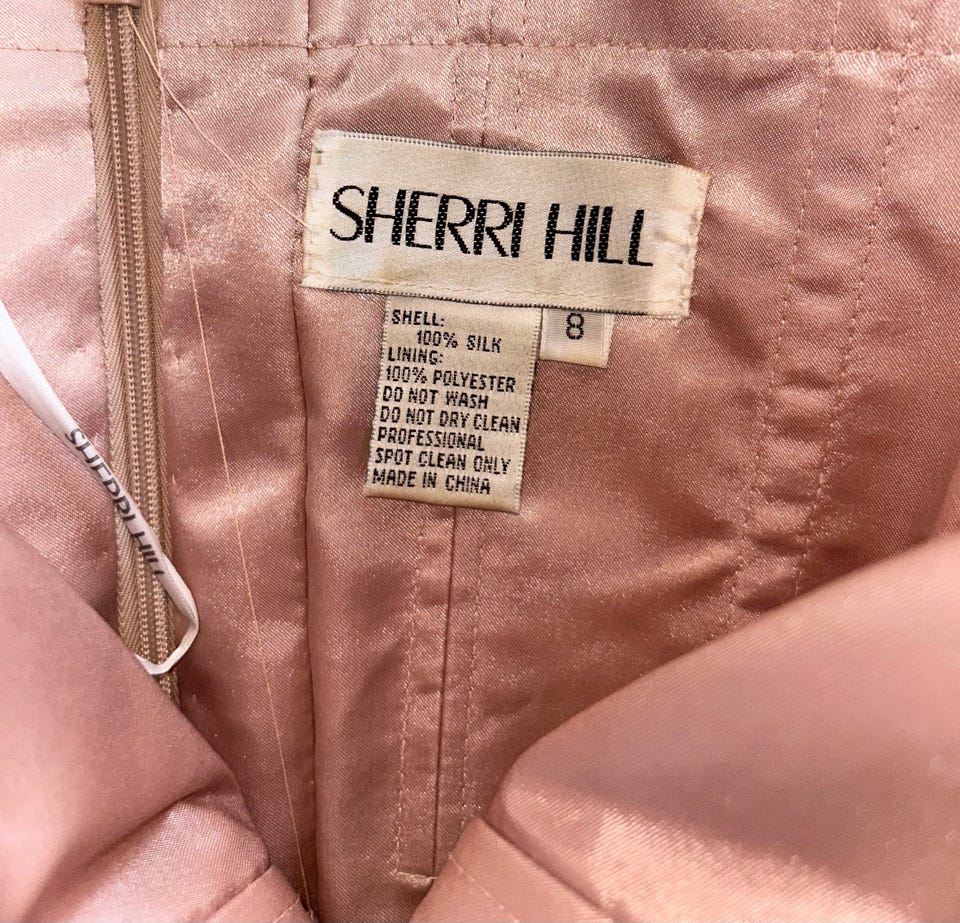 SHERRI HILL
8
SHELL:
100% SILK
LINING:
100% POLYESTER
DO NOT WASH
DO NOT DRY CLEAN
PROFESSIONAL
SPOT CLEAN ONLY
MADE IN CHINA
SHERRI HILL